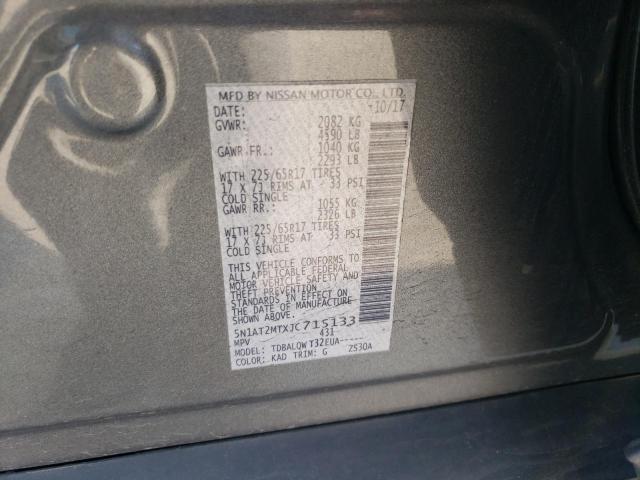 MFD BY NISSAN MOTOR CO., LTD.
DATE: 10/17
GVWR: 2082 KG
4590 LB
GAWR FR.: 1040 KG
2293 LB
WITH 225/65R17 TIRES
17 X 7J RIMS AT 33 PSI
COLD SINGLE
GAWR RR.: 1055 KG
2326 LB
WITH 225/65R17 TIRES
17 X 7J RIMS AT 33 PSI
COLD SINGLE
THIS VEHICLE CONFORMS TO
ALL APPLICABLE FEDERAL
MOTOR VEHICLE SAFETY AND
THEFT PREVENTION
STANDARDS IN EFFECT ON
THE DATE OF MANUFACTURE
SHOWN ABOVE.
5N1AT2MTXJC715133
MPV 431
MODEL: TDBALQW T32EUA-----
COLOR: KAD TRIM: G ZS30A